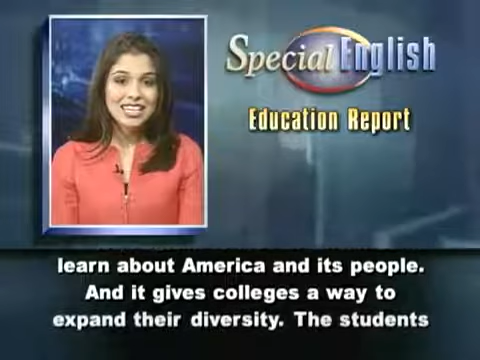 Special English
Education Report
learn about America and its people.
And it gives colleges a way to
expand their diversity. The students